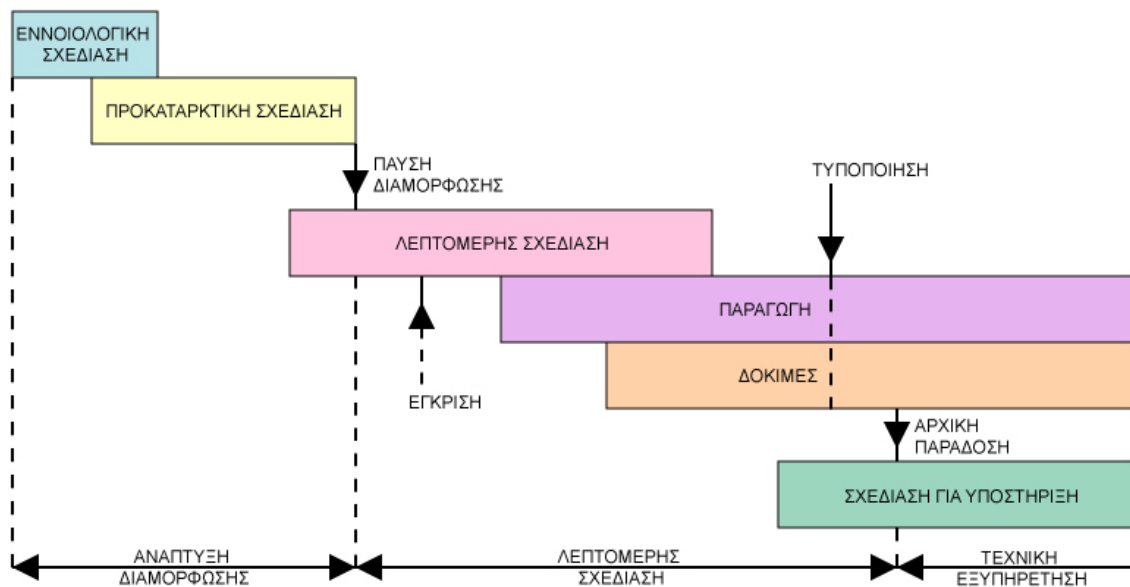 ΕΝΝΟΙΟΛΟΓΙΚΗ
ΣΧΕΔΙΑΣΗ
ΠΡΟΚΑΤΑΡΚΤΙΚΗ ΣΧΕΔΙΑΣΗ
ΠΑΥΣΗ
ΔΙΑΜΟΡΦΩΣΗΣ
ΤΥΠΟΠΟΙΗΣΗ
ΛΕΠΤΟΜΕΡΗΣ ΣΧΕΔΙΑΣΗ
ΠΑΡΑΓΩΓΗ
ΔΟΚΙΜΕΣ
ΕΓΚΡΙΣΗ
ΑΡΧΙΚΗ
ΠΑΡΑΔΟΣΗ
ΣΧΕΔΙΑΣΗ ΓΙΑ ΥΠΟΣΤΗΡΙΞΗ
ΑΝΑΠΤΥΞΗ
ΔΙΑΜΟΡΦΩΣΗΣ
ΛΕΠΤΟΜΕΡΗΣ
ΣΧΕΔΙΑΣΗ
ΤΕΧΝΙΚΗ
ΕΞΥΠΗΡΕΤΗΣΗ